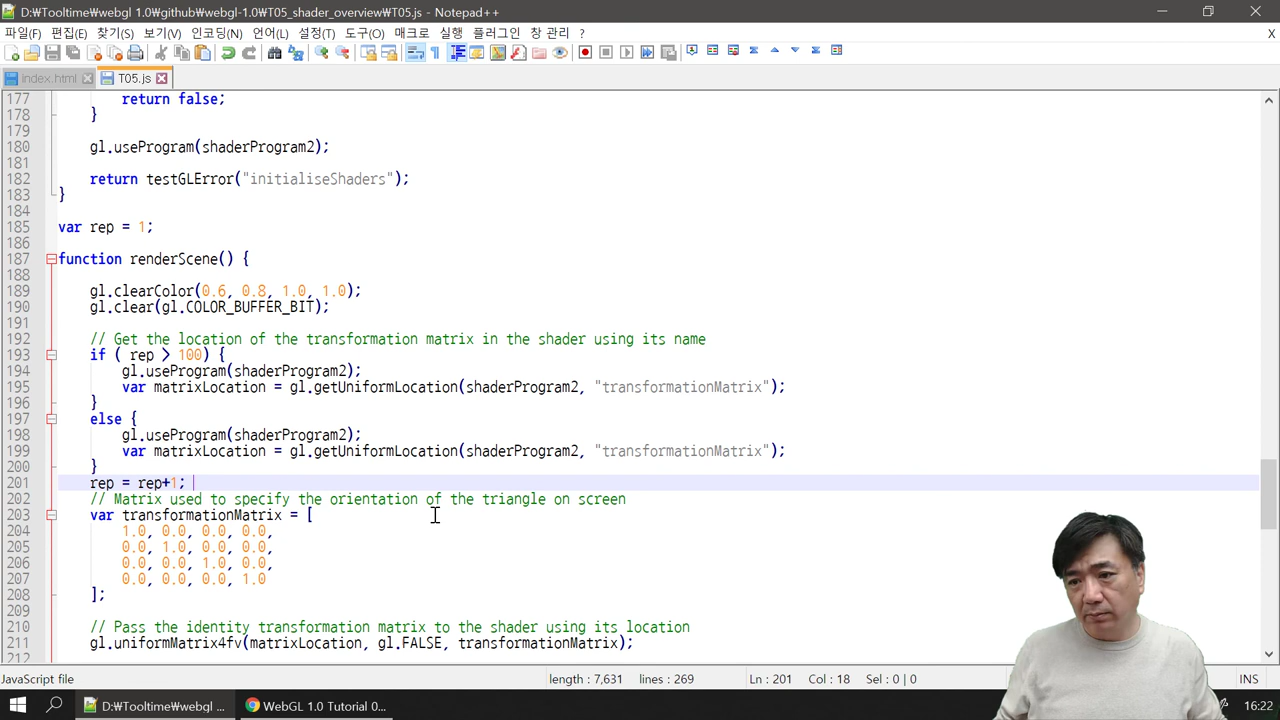 D:₩Tooltime₩webgl 1.0₩github₩webgl-1.0₩T05_shader_overview₩T05.js - Notepad++
파일(F) 편집(E) 찾기(S) 보기(V) 인코딩(N) 언어(L) 설정(T) 도구(O) 매크로 실행 플러그인 창 관리 ? X
index.html T05.js
177 return false;
178 }
179
180 gl.useProgram(shaderProgram2);
181
182 return testGLError("initialiseShaders");
183 }
184
185 var rep = 1;
186
187 function renderScene() {
188
189 gl.clearColor(0.6, 0.8, 1.0, 1.0);
190 gl.clear(gl.COLOR_BUFFER_BIT);
191
192 // Get the location of the transformation matrix in the shader using its name
193 if ( rep > 100) {
194 gl.useProgram(shaderProgram2);
195 var matrixLocation = gl.getUniformLocation(shaderProgram2, "transformationMatrix");
196 }
197 else {
198 gl.useProgram(shaderProgram2);
199 var matrixLocation = gl.getUniformLocation(shaderProgram2, "transformationMatrix");
200 }
201 rep = rep+1;
202 // Matrix used to specify the orientation of the triangle on screen
203 var transformationMatrix = [
204 1.0, 0.0, 0.0, 0.0,
205 0.0, 1.0, 0.0, 0.0,
206 0.0, 0.0, 1.0, 0.0,
207 0.0, 0.0, 0.0, 1.0
208 ];
209
210 // Pass the identity transformation matrix to the shader using its location
211 gl.uniformMatrix4fv(matrixLocation, gl.FALSE, transformationMatrix);
212
JavaScript file length : 7,631 lines : 269 Ln : 201 Col : 18 Sel : 0 | 0 INS
D:₩Tooltime₩webgl ... WebGL 1.0 Tutorial 0... 16:22